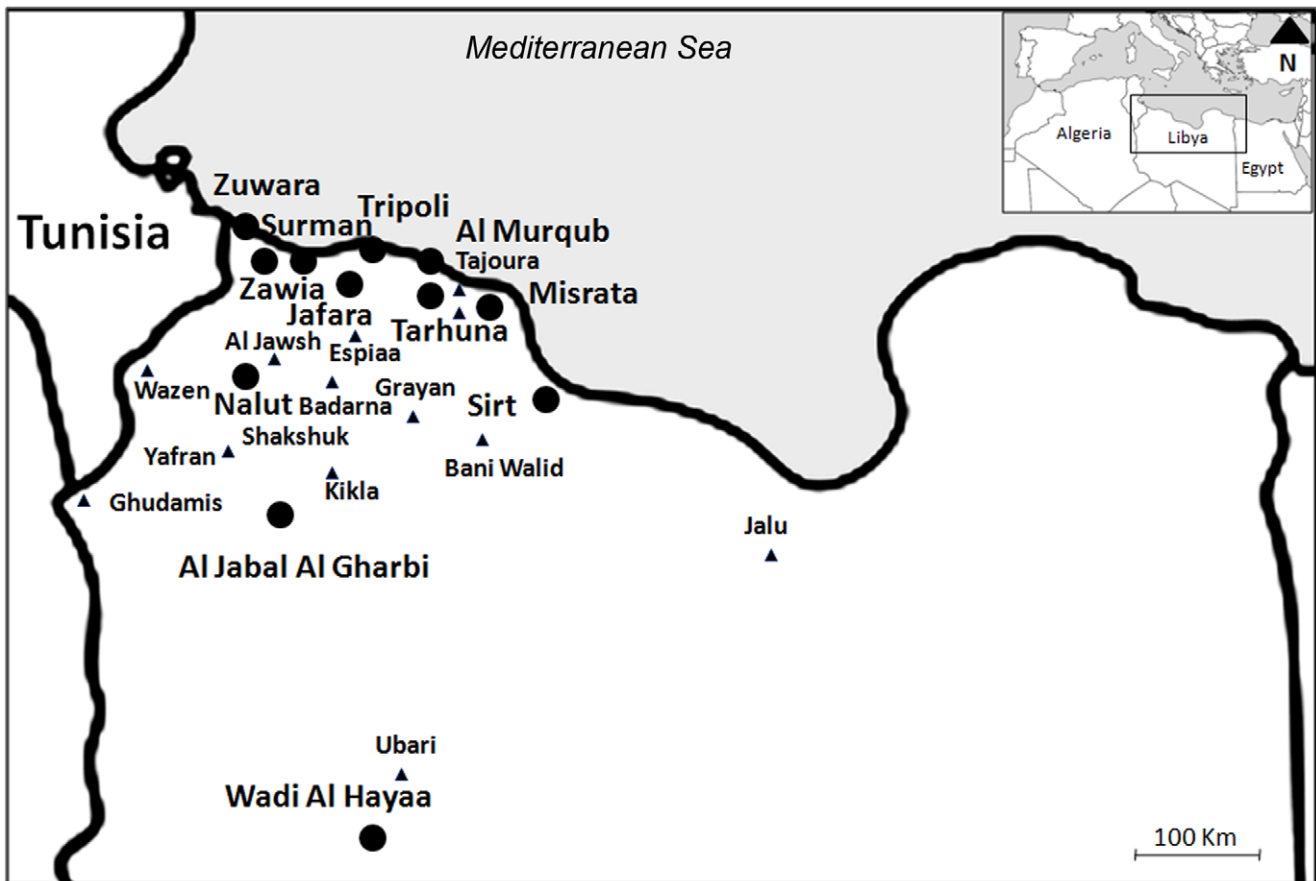 Mediterranean Sea
N
Algeria
Libya
Egypt
Zuwara
Tripoli
Surman
Tunisia
Al Murqub
Tajoura
Zawia
Misrata
Jafara
Tarhuna
Al Jawsh
Espiaa
Wazen
Grayan
Nalut
Badarna
Sirt
Shakshuk
Yafran
Bani Walid
Kikla
Ghudamis
Jalu
Al Jabal Al Gharbi
Ubari
Wadi Al Hayaa
100 Km